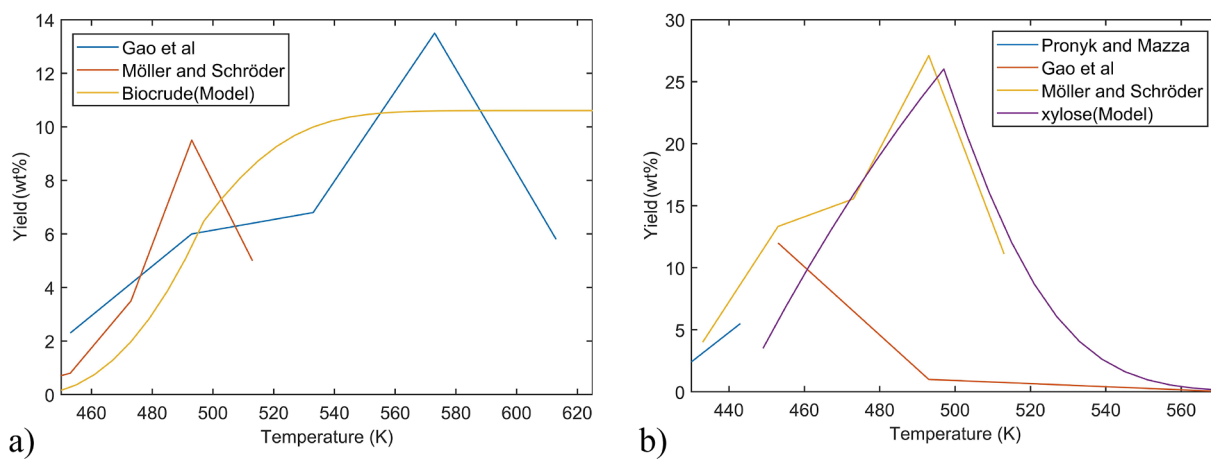 14
12
10
8
6
4
2
0
Yield (wt%)
Gao et al
Möller and Schröder
Biocrude(Model)
460 480 500 520 540 560 580 600 620
Temperature (K)
a)
30
25
20
15
10
5
0
Yield (wt%)
Pronyk and Mazza
Gao et al
Möller and Schröder
xylose(Model)
440 460 480 500 520 540 560
Temperature (K)
b)